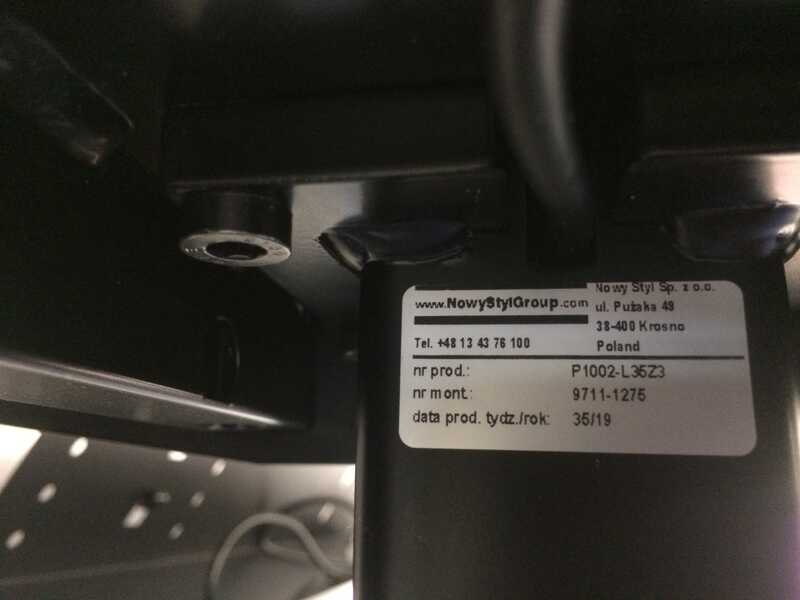 www.NowyStylGroup.com
Tel. +48 13 43 76 100
Nowy Styl Sp. z o.o.
ul. Pużaka 49
38-400 Krosno
Poland
nr prod.: P1002-L35Z3
nr mont.: 9711-1275
data prod. tydz./rok: 35/19